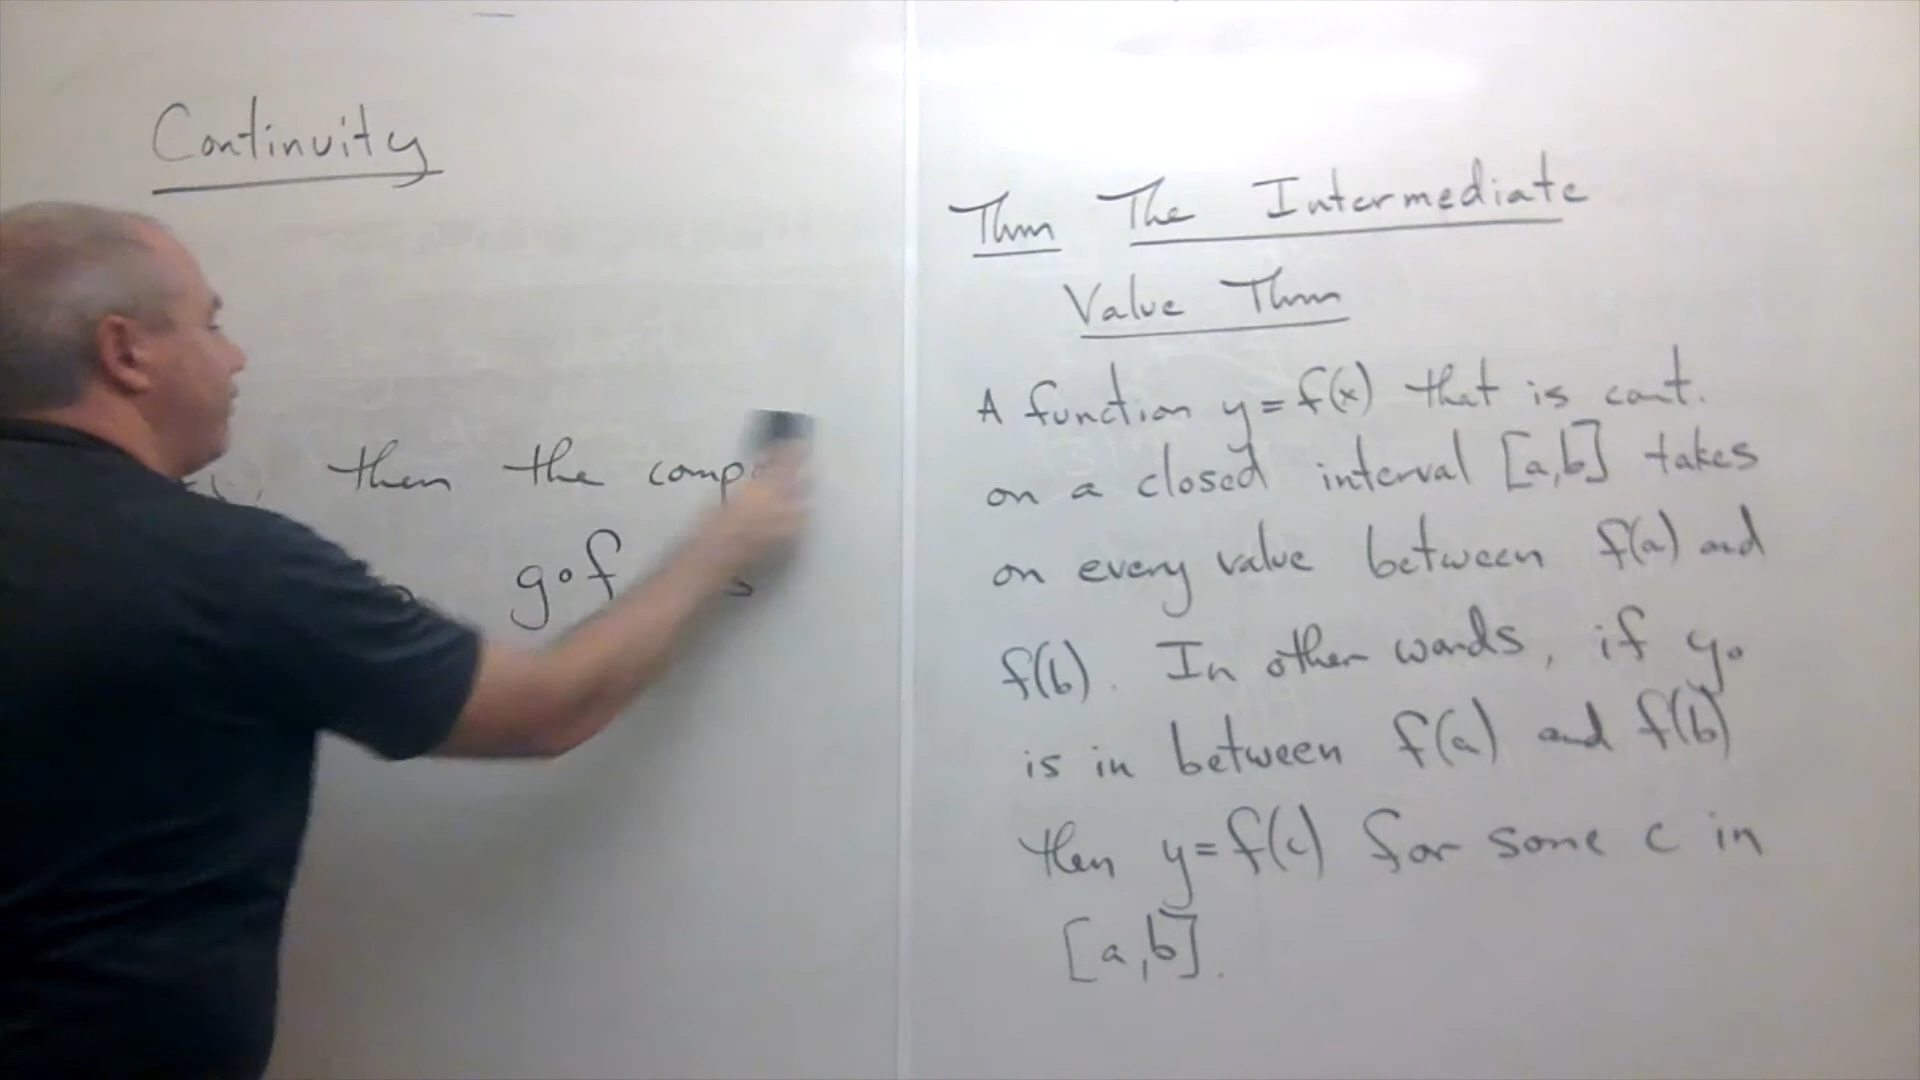 Continuity
then the comp
g∘f
Thm The Intermediate
Value Thm
A function y=f(x) that is cont.
on a closed interval [a,b] takes
on every value between f(a) and
f(b). In other words, if y₀
is in between f(a) and f(b)
then y=f(c) for some c in
[a,b].